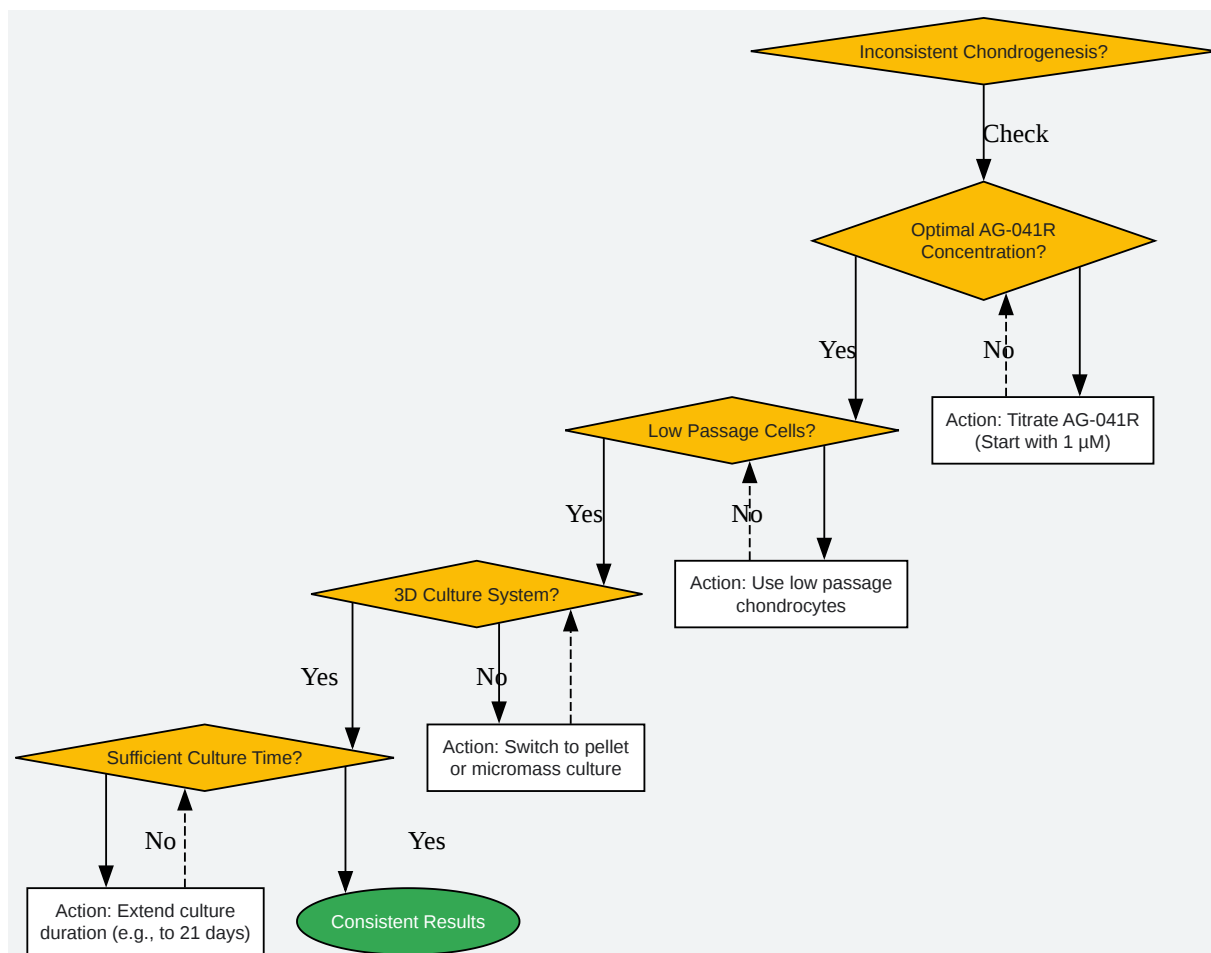 Inconsistent Chondrogenesis?
Check
Optimal AG-041R
Concentration?
Yes
No
Action: Titrate AG-041R
(Start with 1 µM)
Low Passage Cells?
Yes
No
Action: Use low passage
chondrocytes
3D Culture System?
Yes
No
Action: Switch to pellet
or micromass culture
Sufficient Culture Time?
No
Yes
Action: Extend culture
duration (e.g., to 21 days)
Consistent Results